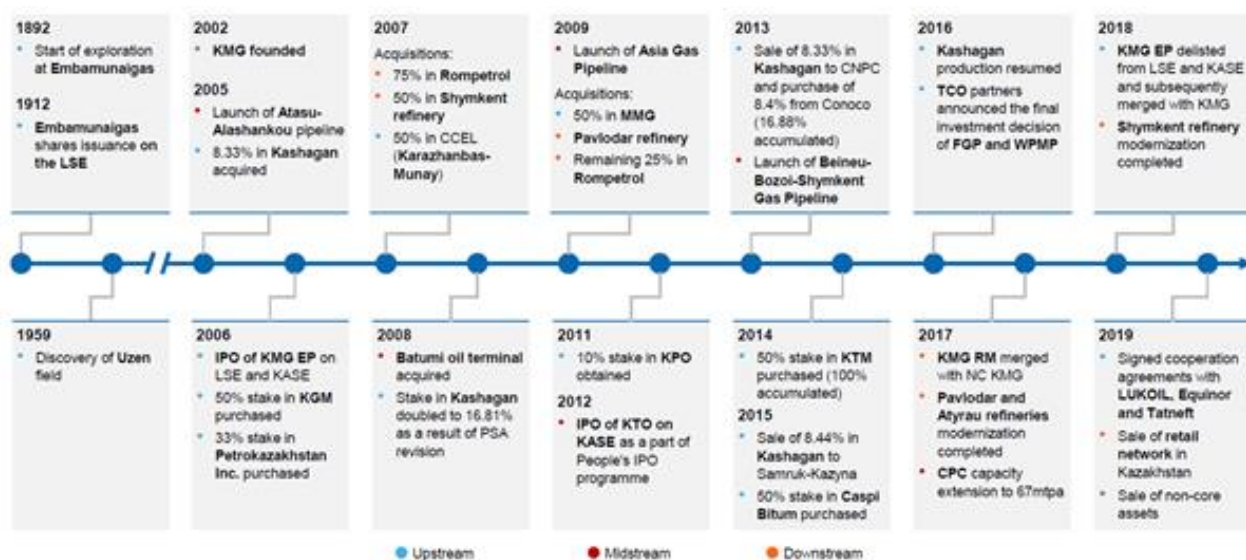 1892
Start of exploration
at Embamunaigas
1912
Embamunaigas
shares issuance on
the LSE
2002
KMG founded
2005
Launch of Atasu-
Alashankou pipeline
8.33% in Kashagan
acquired
2007
Acquisitions:
75% in Rompetrol
50% in Shymkent
refinery
50% in CCEL
(Karazhanbas-
Munay)
2009
Launch of Asia Gas
Pipeline
Acquisitions:
50% in MMG
Pavlodar refinery
Remaining 25% in
Rompetrol
2013
Sale of 8.33% in
Kashagan to CNPC
and purchase of
8.4% from Conoco
(16.88%
accumulated)
Launch of Beineu-
Bozoi-Shymkent
Gas Pipeline
2016
Kashagan
production resumed
TCO partners
announced the final
investment decision
of FGP and WPMP
2018
KMG EP delisted
from LSE and KASE
and subsequently
merged with KMG
Shymkent refinery
modernization
completed
1959
Discovery of Uzen
field
2006
IPO of KMG EP on
LSE and KASE
50% stake in KGM
purchased
33% stake in
Petrokazakhstan
Inc. purchased
2008
Batumi oil terminal
acquired
Stake in Kashagan
doubled to 16.81%
as a result of PSA
revision
2011
10% stake in KPO
obtained
2012
IPO of KTO on
KASE as a part of
People's IPO
programme
2014
50% stake in KTM
purchased (100%
accumulated)
2015
Sale of 8.44% in
Kashagan to
Samruk-Kazyna
50% stake in Caspi
Bitum purchased
2017
KMG RM merged
with NC KMG
Pavlodar and
Atyrau refineries
modernization
completed
CPC capacity
extension to 67mtpa
2019
Signed cooperation
agreements with
LUKOIL, Equinor
and Tatneft
Sale of retail
network in
Kazakhstan
Sale of non-core
assets
Upstream
Midstream
Downstream